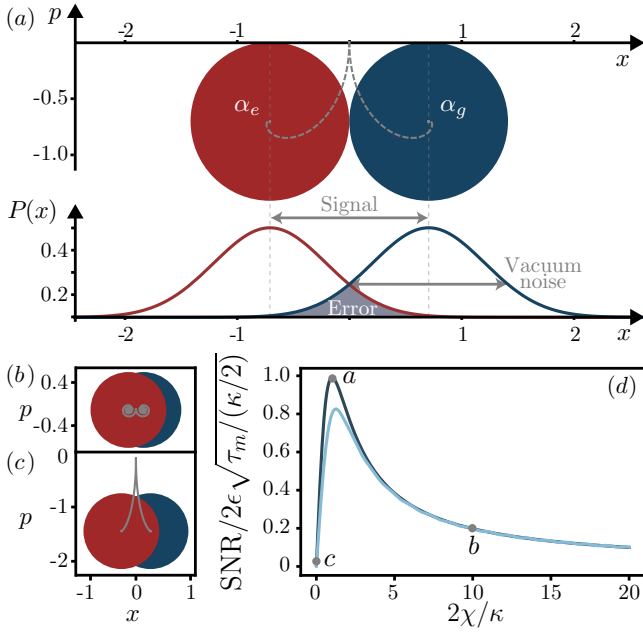 (a)
p
-2
-1
1
2
x
-0.5
-1.0
α_e
α_g
P(x)
Signal
0.4
0.2
Vacuum
noise
Error
-2
-1
1
2
x
(b)
0.4
p
-0.4
(c)
0
-1
p
-2
-1
0
1
x
(d)
SNR/2ϵ√τ_m/(κ/2)
1.0
0.8
0.6
0.4
0.2
0
a
b
c
0
5
10
15
20
2χ/κ